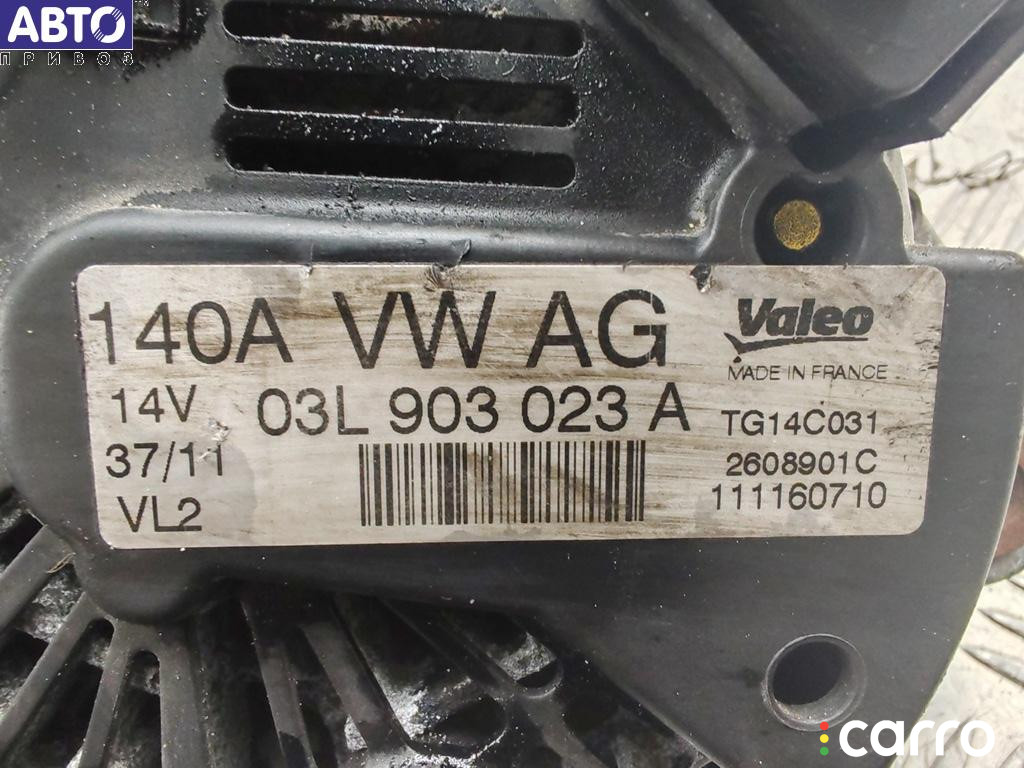 АВТО
ПРИВОЗ
140A VW AG
Valeo
MADE IN FRANCE
14V 03L 903 023 A
TG14C031
37/11
2608901C
VL2
111160710
carro